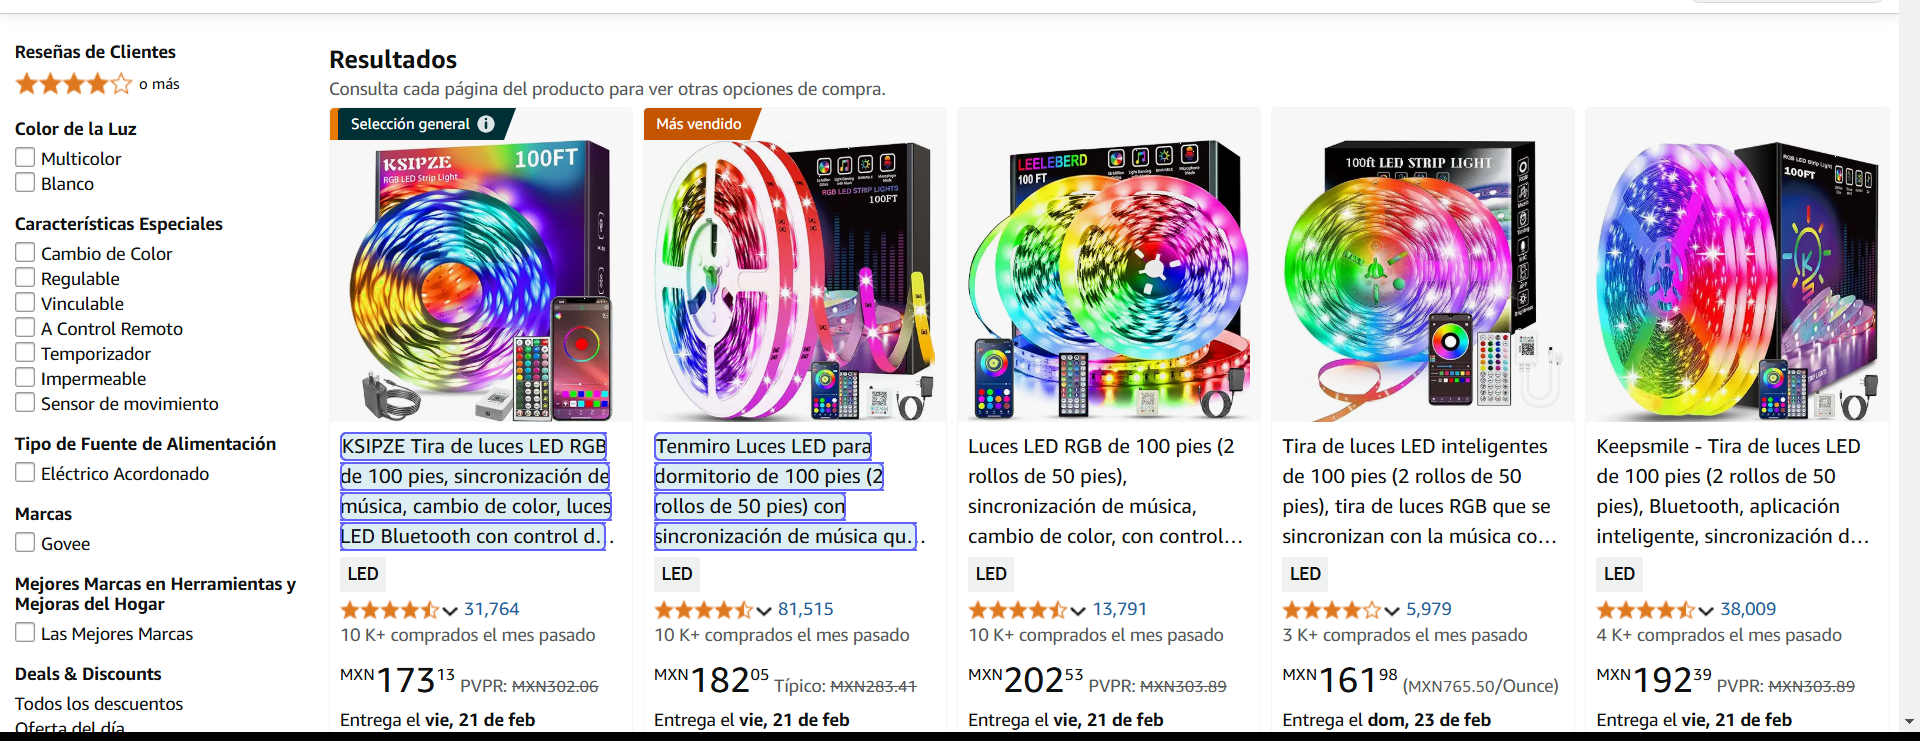 Reseñas de Clientes
o más
Color de la Luz
Multicolor
Blanco
Características Especiales
Cambio de Color
Regulable
Vinculable
A Control Remoto
Temporizador
Impermeable
Sensor de movimiento
Tipo de Fuente de Alimentación
Eléctrico Acordonado
Marcas
Govee
Mejores Marcas en Herramientas y
Mejoras del Hogar
Las Mejores Marcas
Deals & Discounts
Todos los descuentos
Oferta del día
Resultados
Consulta cada página del producto para ver otras opciones de compra.
Selección general
KSIPZE
100FT
RGB LED Strip Light
KSIPZE Tira de luces LED RGB
de 100 pies, sincronización de
música, cambio de color, luces
LED Bluetooth con control d...
LED
31,764
10 K+ comprados el mes pasado
MXN173 13 PVPR: MXN302.06
Entrega el vie, 21 de feb
Más vendido
RGB LED STRIP LIGHTS
100FT
Tenmiro Luces LED para
dormitorio de 100 pies (2
rollos de 50 pies) con
sincronización de música qu...
LED
81,515
10 K+ comprados el mes pasado
MXN182 05 Típico: MXN283.41
Entrega el vie, 21 de feb
LEELEBERD
100 FT
Luces LED RGB de 100 pies (2
rollos de 50 pies),
sincronización de música,
cambio de color, con control...
LED
13,791
10 K+ comprados el mes pasado
MXN202 53 PVPR: MXN303.89
Entrega el vie, 21 de feb
100ft LED STRIP LIGHT
Tira de luces LED inteligentes
de 100 pies (2 rollos de 50
pies), tira de luces RGB que se
sincronizan con la música co...
LED
5,979
3 K+ comprados el mes pasado
MXN161 98 (MXN765.50/Ounce)
Entrega el dom, 23 de feb
RGB LED Strip Light
100FT
Keepsmile - Tira de luces LED
de 100 pies (2 rollos de 50
pies), Bluetooth, aplicación
inteligente, sincronización d...
LED
38,009
4 K+ comprados el mes pasado
MXN192 39 PVPR: MXN303.89
Entrega el vie, 21 de feb